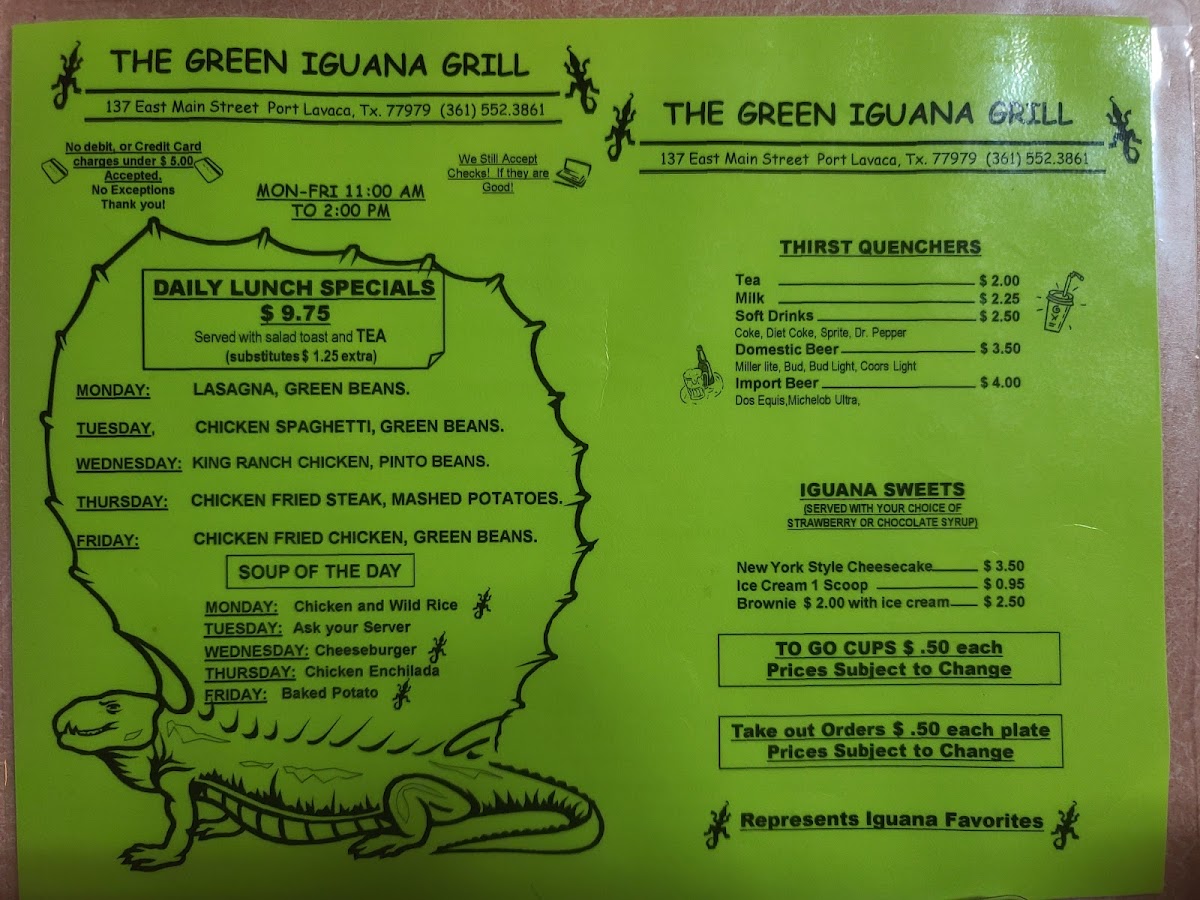 THE GREEN IGUANA GRILL
137 East Main Street Port Lavaca, Tx. 77979 (361) 552.3861
No debit, or Credit Card
charges under $ 5.00
Accepted.
No Exceptions
Thank you!
We Still Accept
Checks! If they are
Good!
MON-FRI 11:00 AM
TO 2:00 PM
DAILY LUNCH SPECIALS
$ 9.75
Served with salad toast and TEA
(substitutes $ 1.25 extra)
MONDAY: LASAGNA, GREEN BEANS.
TUESDAY, CHICKEN SPAGHETTI, GREEN BEANS.
WEDNESDAY: KING RANCH CHICKEN, PINTO BEANS.
THURSDAY: CHICKEN FRIED STEAK, MASHED POTATOES.
FRIDAY: CHICKEN FRIED CHICKEN, GREEN BEANS.
SOUP OF THE DAY
MONDAY: Chicken and Wild Rice
TUESDAY: Ask your Server
WEDNESDAY: Cheeseburger
THURSDAY: Chicken Enchilada
FRIDAY: Baked Potato
THE GREEN IGUANA GRILL
137 East Main Street Port Lavaca, Tx. 77979 (361) 552.3861
THIRST QUENCHERS
Tea $ 2.00
Milk $ 2.25
Soft Drinks $ 2.50
Coke, Diet Coke, Sprite, Dr. Pepper
Domestic Beer $ 3.50
Miller lite, Bud, Bud Light, Coors Light
Import Beer $ 4.00
Dos Equis,Michelob Ultra,
IGUANA SWEETS
(SERVED WITH YOUR CHOICE OF
STRAWBERRY OR CHOCOLATE SYRUP)
New York Style Cheesecake $ 3.50
Ice Cream 1 Scoop $ 0.95
Brownie $ 2.00 with ice cream $ 2.50
TO GO CUPS $ .50 each
Prices Subject to Change
Take out Orders $ .50 each plate
Prices Subject to Change
Represents Iguana Favorites